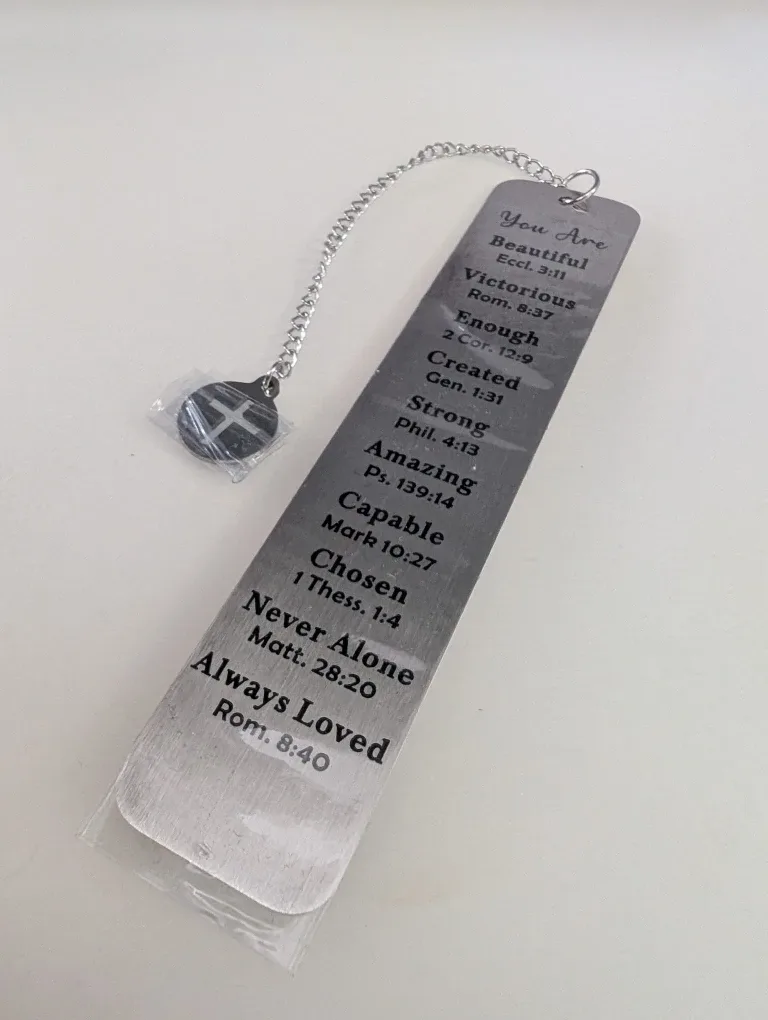 You Are
Beautiful
Eccl. 3:11
Victorious
Rom. 8:37
Enough
2 Cor. 12:9
Created
Gen. 1:31
Strong
Phil. 4:13
Amazing
Ps. 139:14
Capable
Mark 10:27
Chosen
1 Thess. 1:4
Never Alone
Matt. 28:20
Always Loved
Rom. 8:40